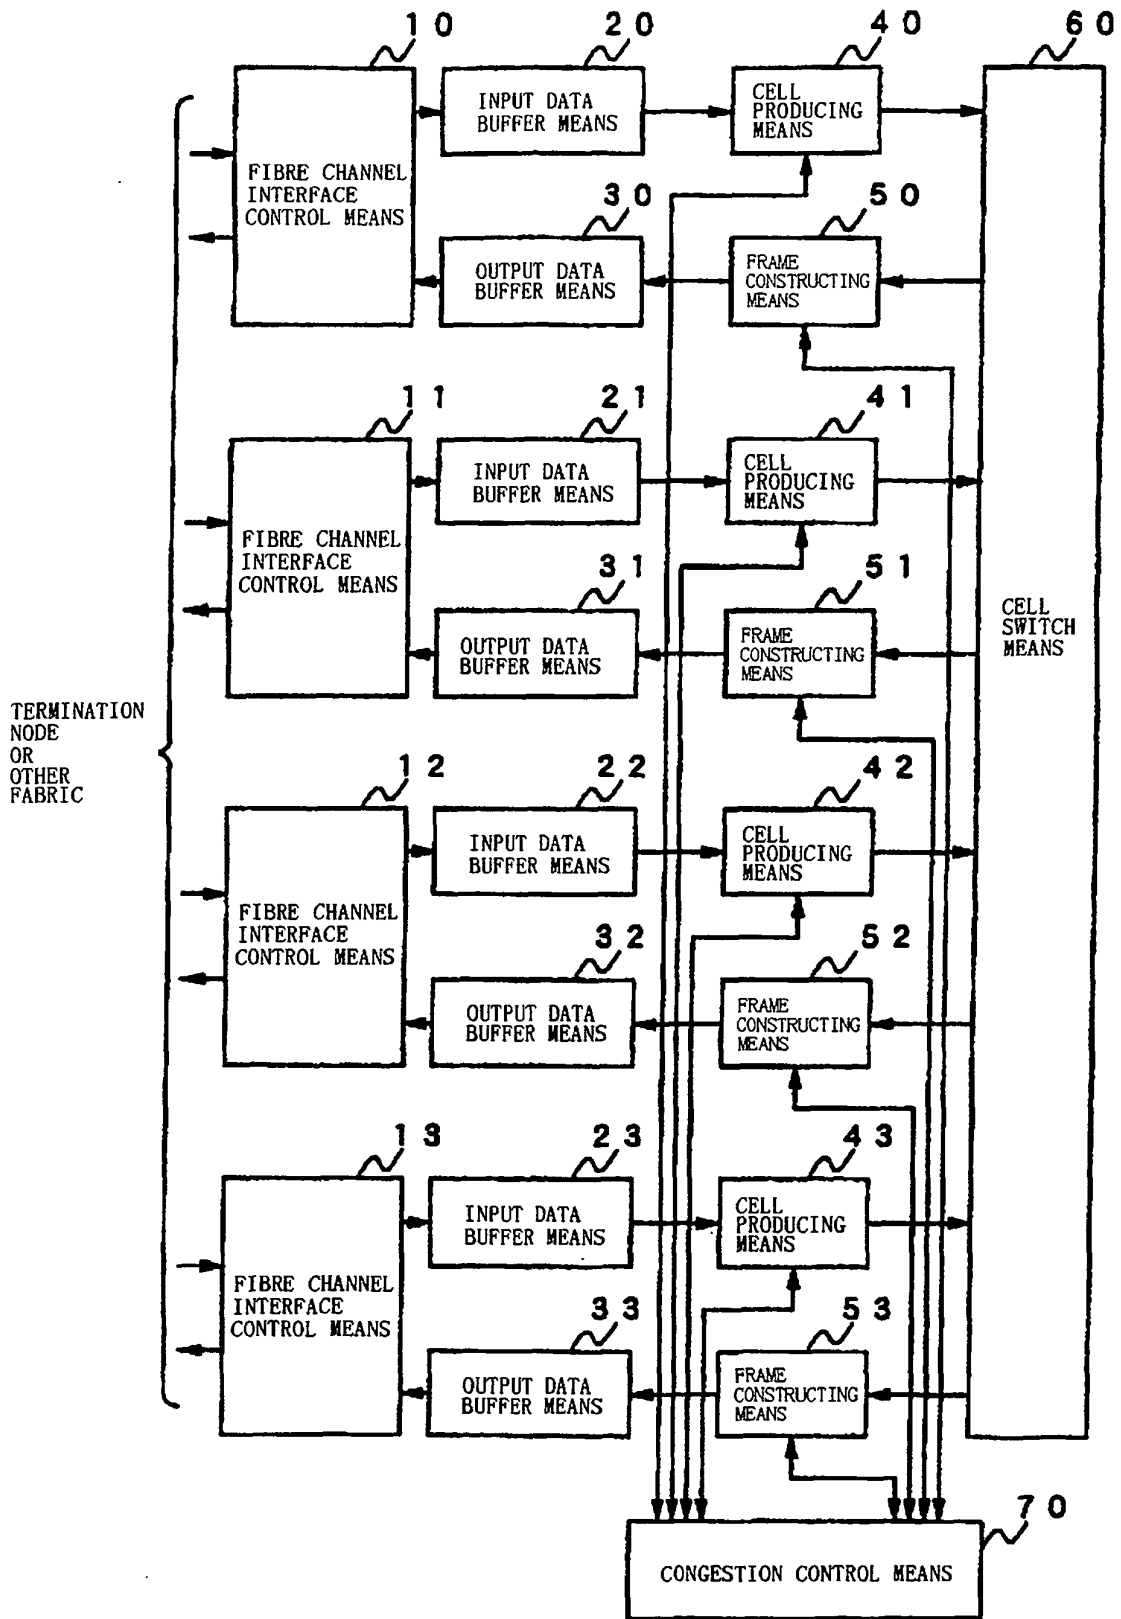 10
20
40
60
INPUT DATA
BUFFER MEANS
CELL
PRODUCING
MEANS
FIBRE CHANNEL
INTERFACE
CONTROL MEANS
30
50
OUTPUT DATA
BUFFER MEANS
FRAME
CONSTRUCTING
MEANS
11
21
41
INPUT DATA
BUFFER MEANS
CELL
PRODUCING
MEANS
FIBRE CHANNEL
INTERFACE
CONTROL MEANS
31
51
OUTPUT DATA
BUFFER MEANS
FRAME
CONSTRUCTING
MEANS
CELL
SWITCH
MEANS
TERMINATION
NODE
OR
OTHER
FABRIC
12
22
42
INPUT DATA
BUFFER MEANS
CELL
PRODUCING
MEANS
FIBRE CHANNEL
INTERFACE
CONTROL MEANS
32
52
OUTPUT DATA
BUFFER MEANS
FRAME
CONSTRUCTING
MEANS
13
23
43
INPUT DATA
BUFFER MEANS
CELL
PRODUCING
MEANS
FIBRE CHANNEL
INTERFACE
CONTROL MEANS
33
53
OUTPUT DATA
BUFFER MEANS
FRAME
CONSTRUCTING
MEANS
70
CONGESTION CONTROL MEANS